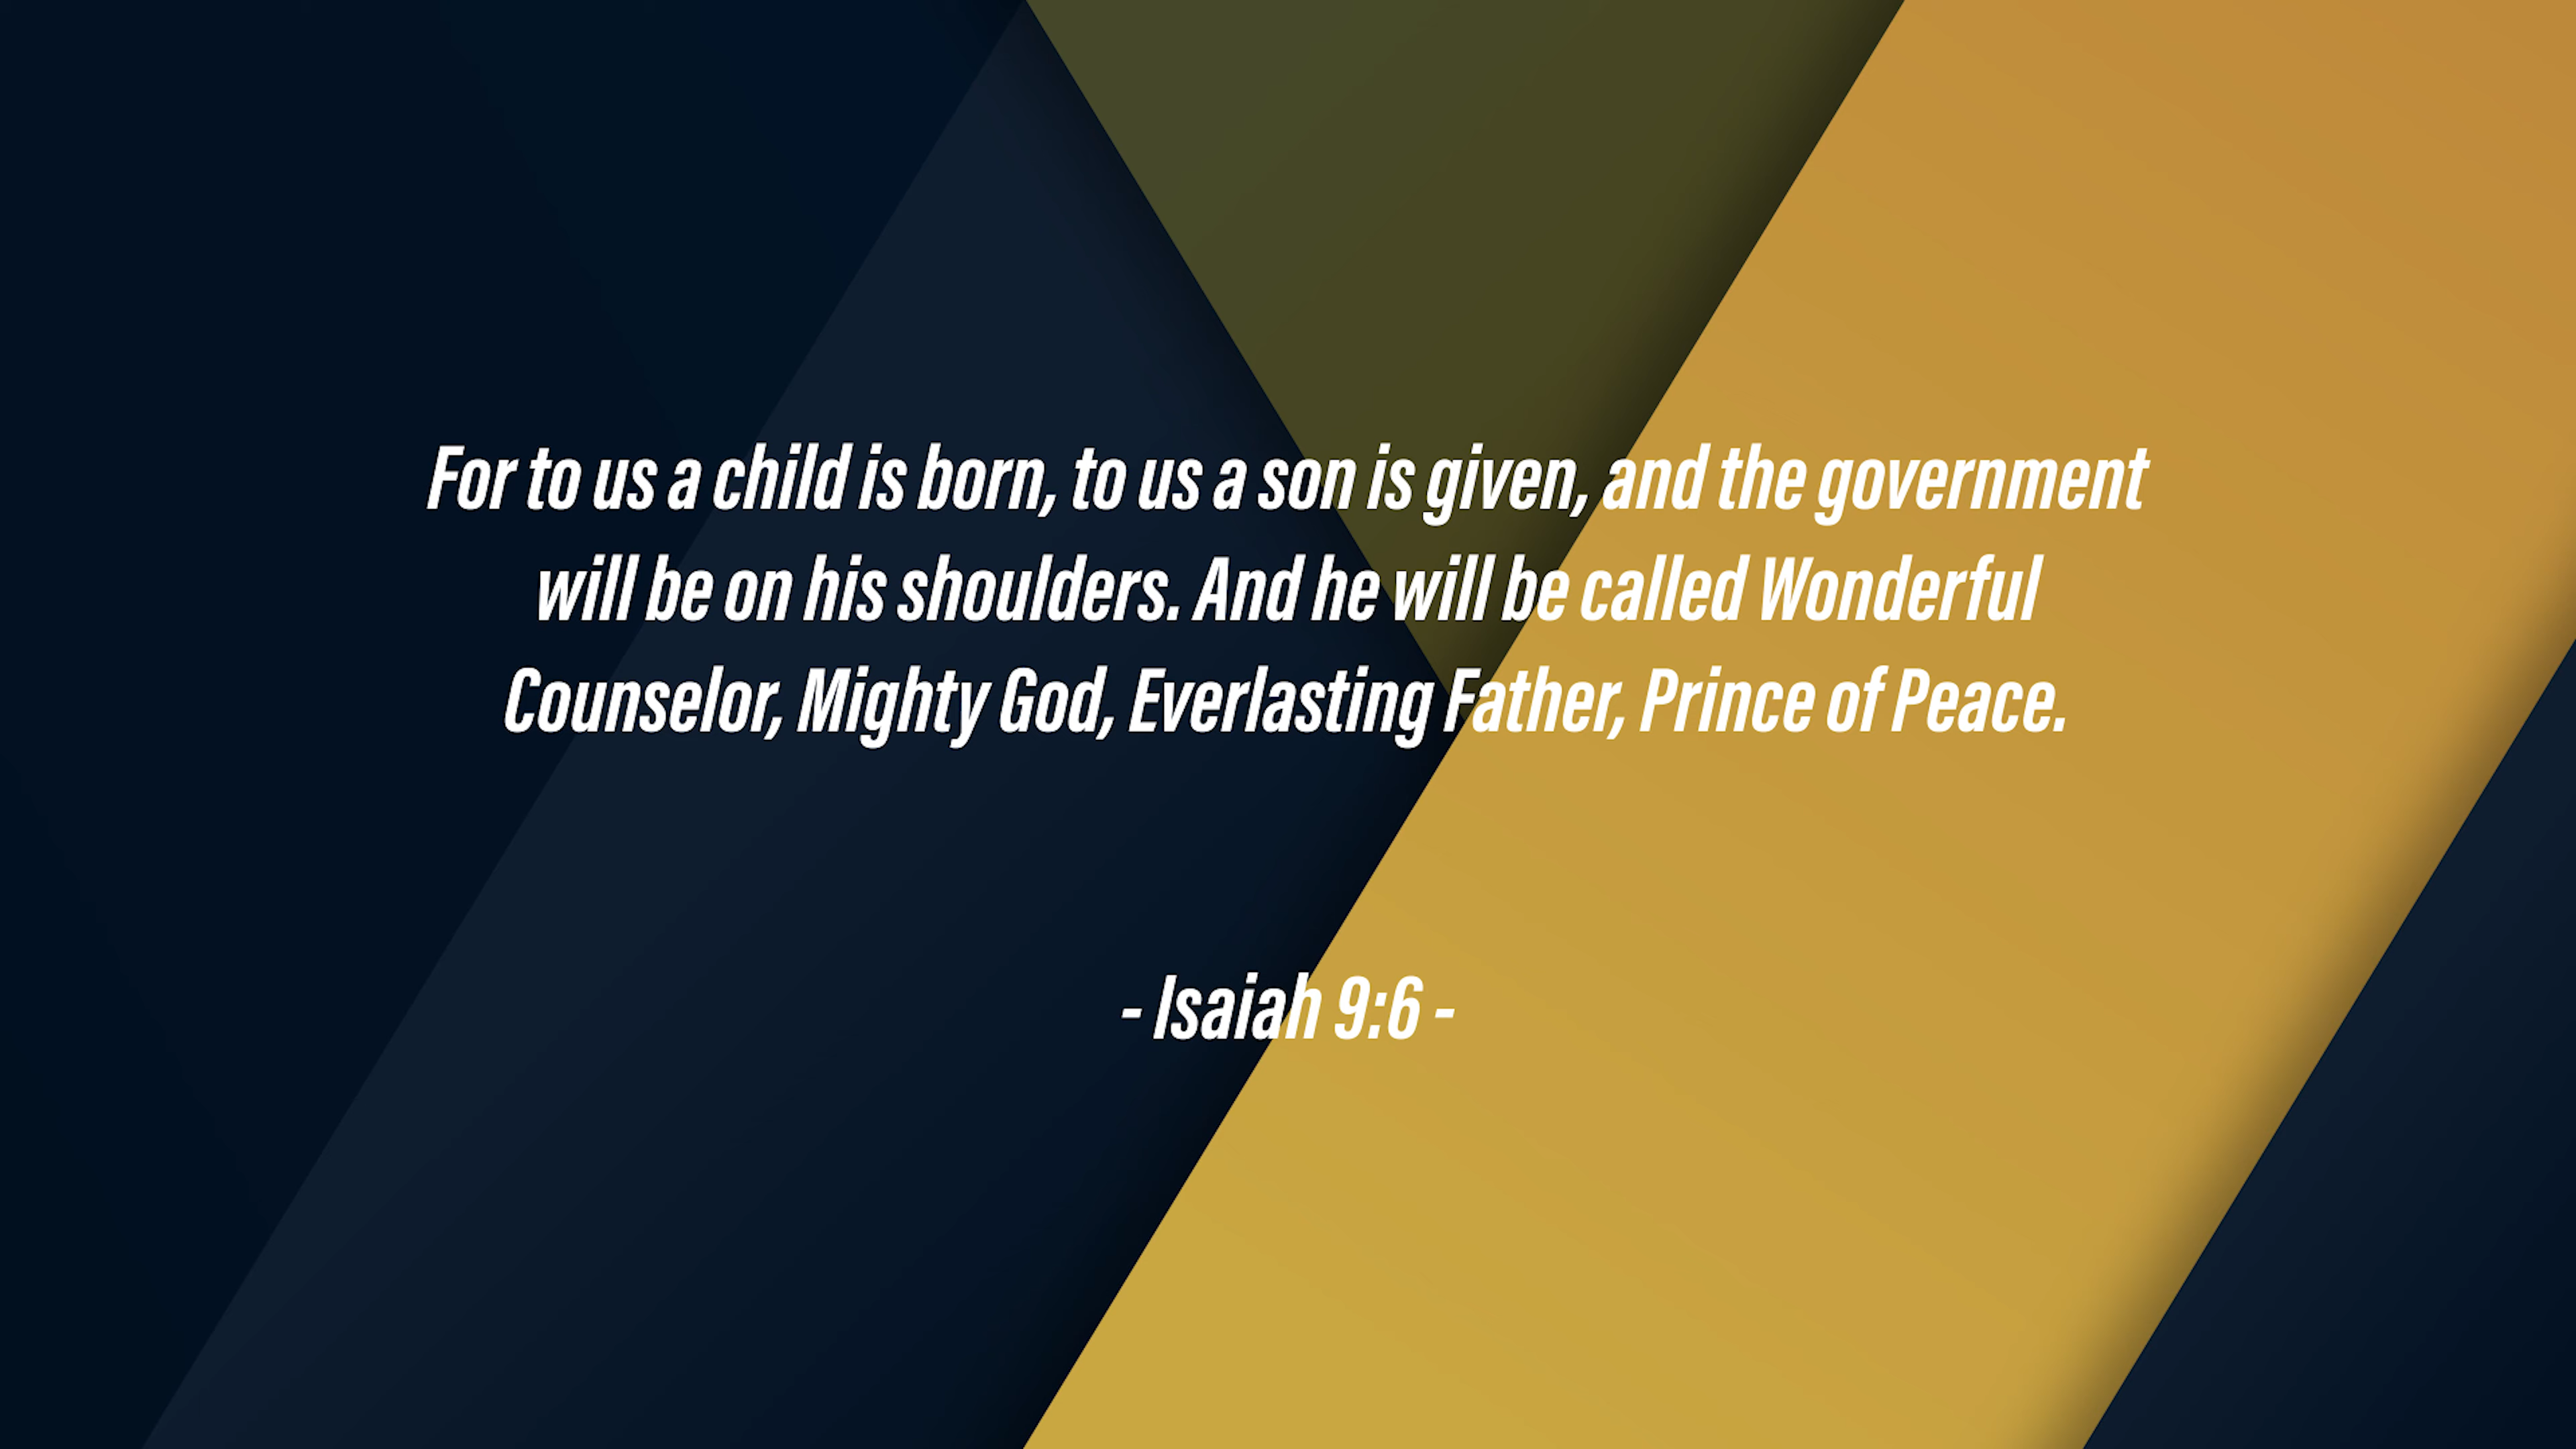 For to us a child is born, to us a son is given, and the government
will be on his shoulders. And he will be called Wonderful
Counselor, Mighty God, Everlasting Father, Prince of Peace.
- Isaiah 9:6 -